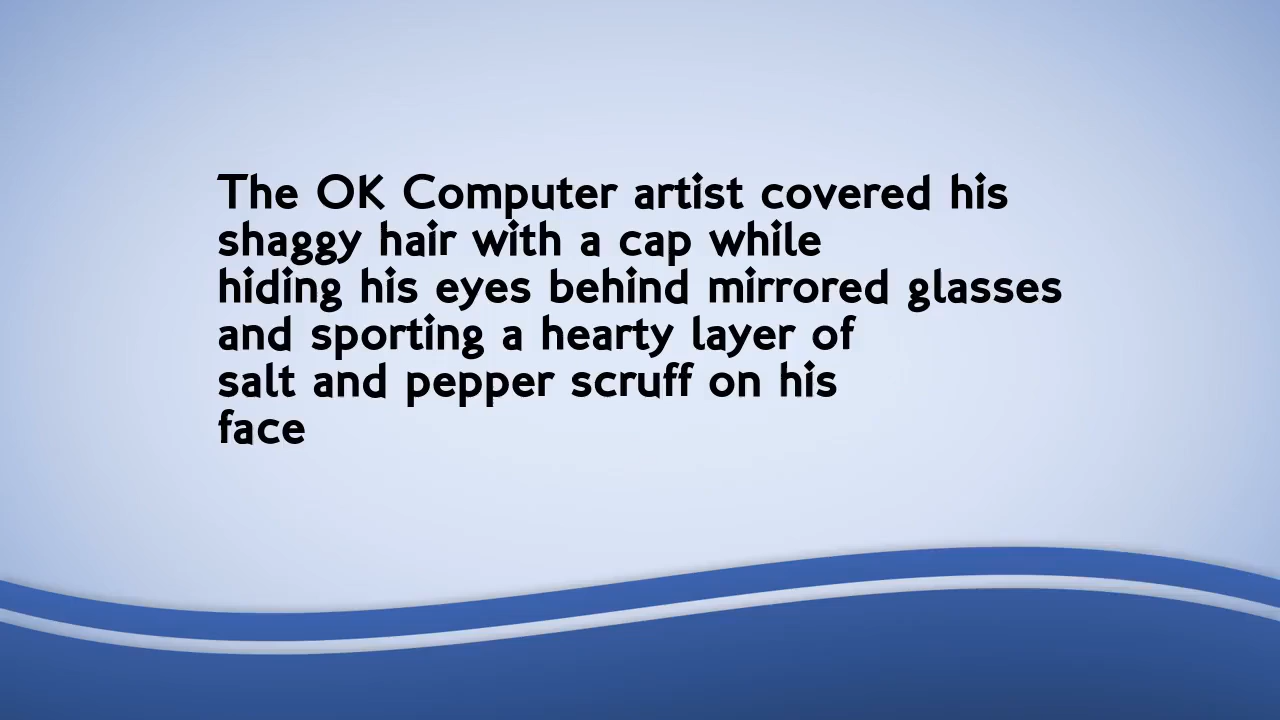 The OK Computer artist covered his
shaggy hair with a cap while
hiding his eyes behind mirrored glasses
and sporting a hearty layer of
salt and pepper scruff on his
face